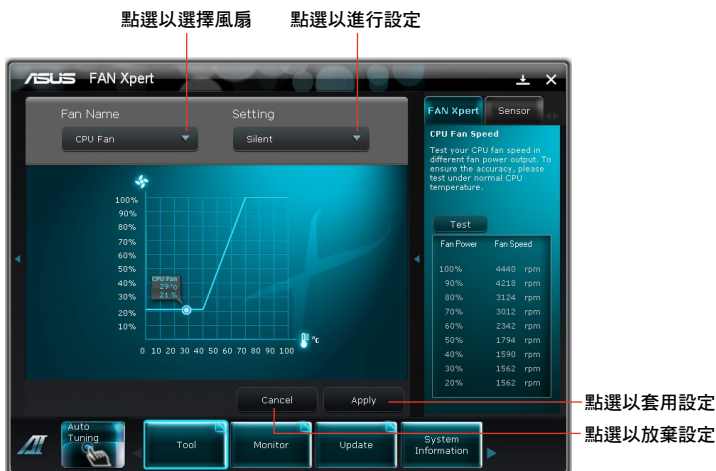 點選以選擇風扇
點選以進行設定
ASUS FAN Xpert
Fan Name
Setting
CPU Fan
Silent
100%
90%
80%
70%
60%
50%
40%
30%
20%
10%
CPU Fan
29 °C
21 %
°C
0 10 20 30 40 50 60 70 80 90 100
Cancel
Apply
FAN Xpert
Sensor
CPU Fan Speed
Test your CPU fan speed in
different fan power output. To
ensure the accuracy, please
test under normal CPU
temperature.
Test
Fan Power Fan Speed
100% 4440 rpm
90% 4218 rpm
80% 3124 rpm
70% 3012 rpm
60% 2342 rpm
50% 1794 rpm
40% 1590 rpm
30% 1562 rpm
20% 1562 rpm
點選以套用設定
點選以放棄設定
AI
Auto
Tuning
Tool
Monitor
Update
System
Information